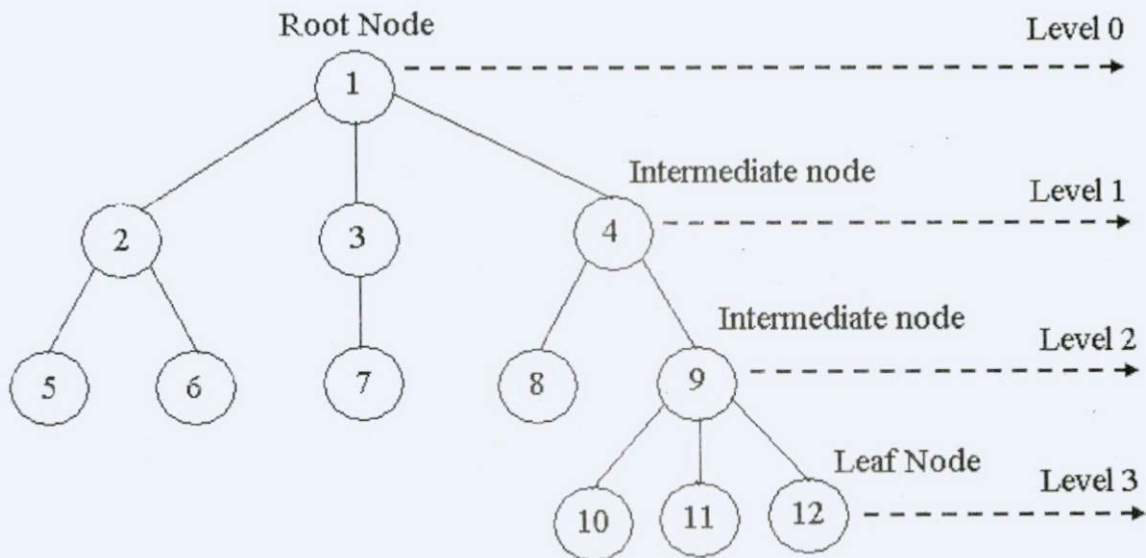 Root Node
Level 0
1
Intermediate node
Level 1
2 3 4
Intermediate node
Level 2
5 6 7 8 9
Leaf Node
Level 3
10 11 12